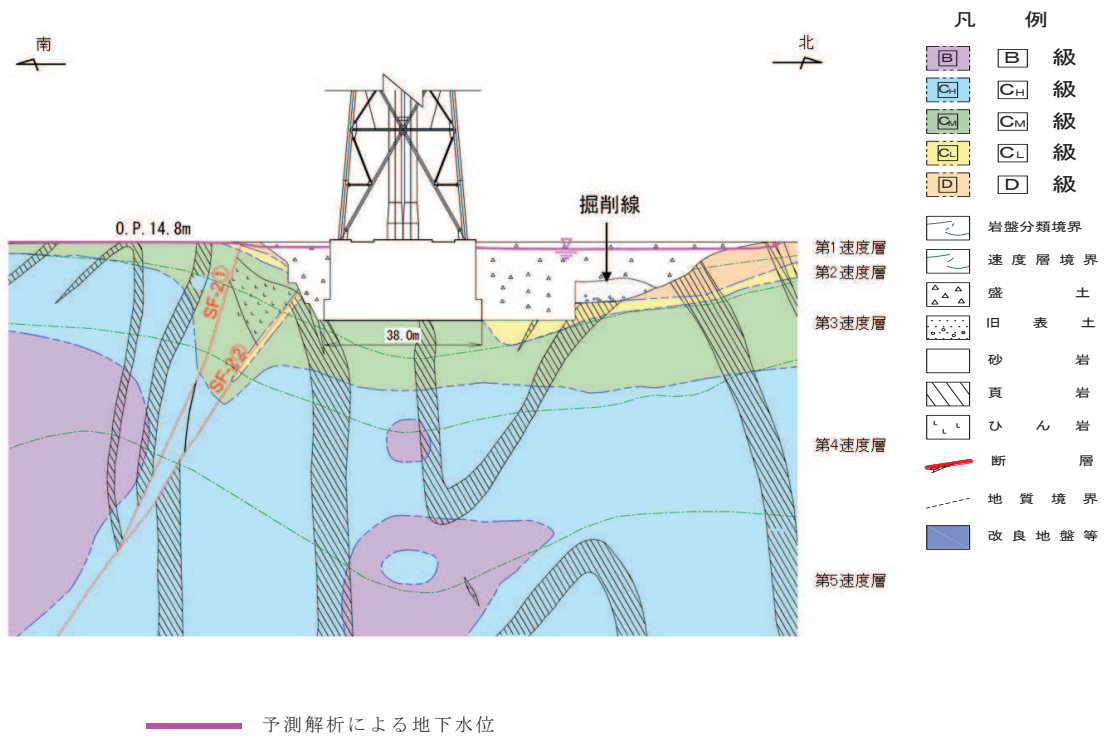 南
北
O.P.14.8m
掘削線
SF-2①
SF-2②
38.0m
第1速度層
第2速度層
第3速度層
第4速度層
第5速度層
凡 例
B B 級
CH CH 級
CM CM 級
CL CL 級
D D 級
岩盤分類境界
速度層境界
盛土
旧表土
砂岩
頁岩
ひん岩
断層
地質境界
改良地盤等
予測解析による地下水位